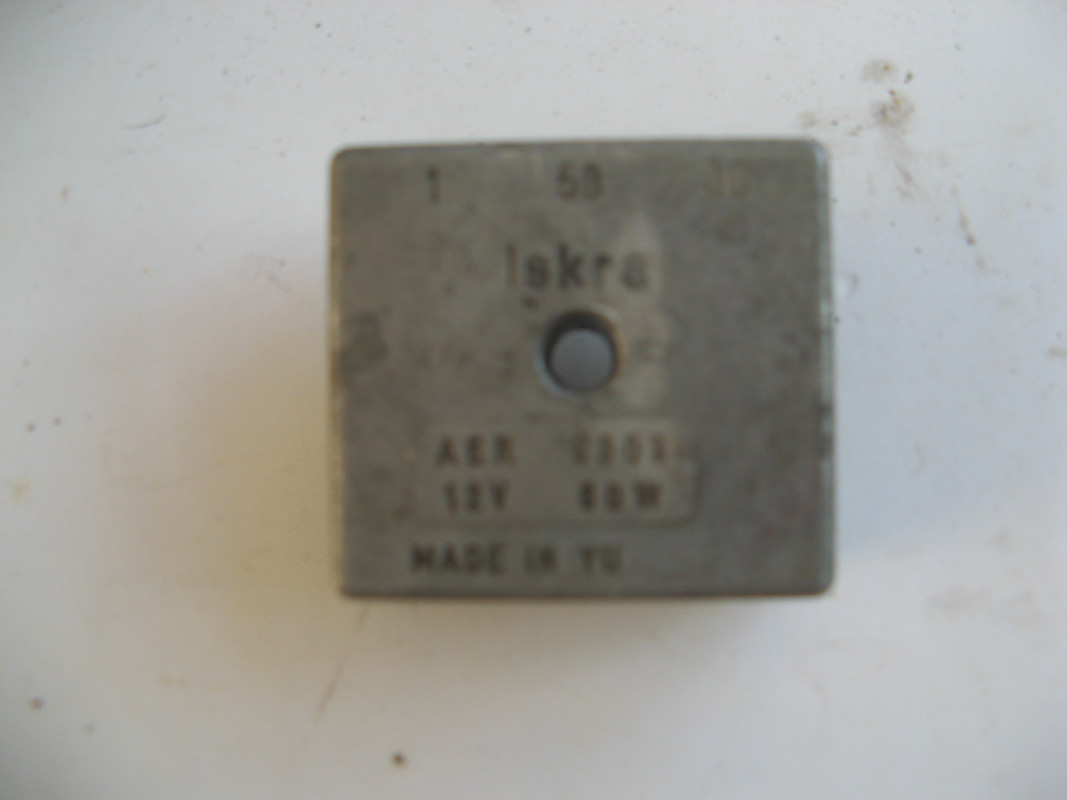 1 58 30
Iskra
AER
12V 60W
MADE IN YU